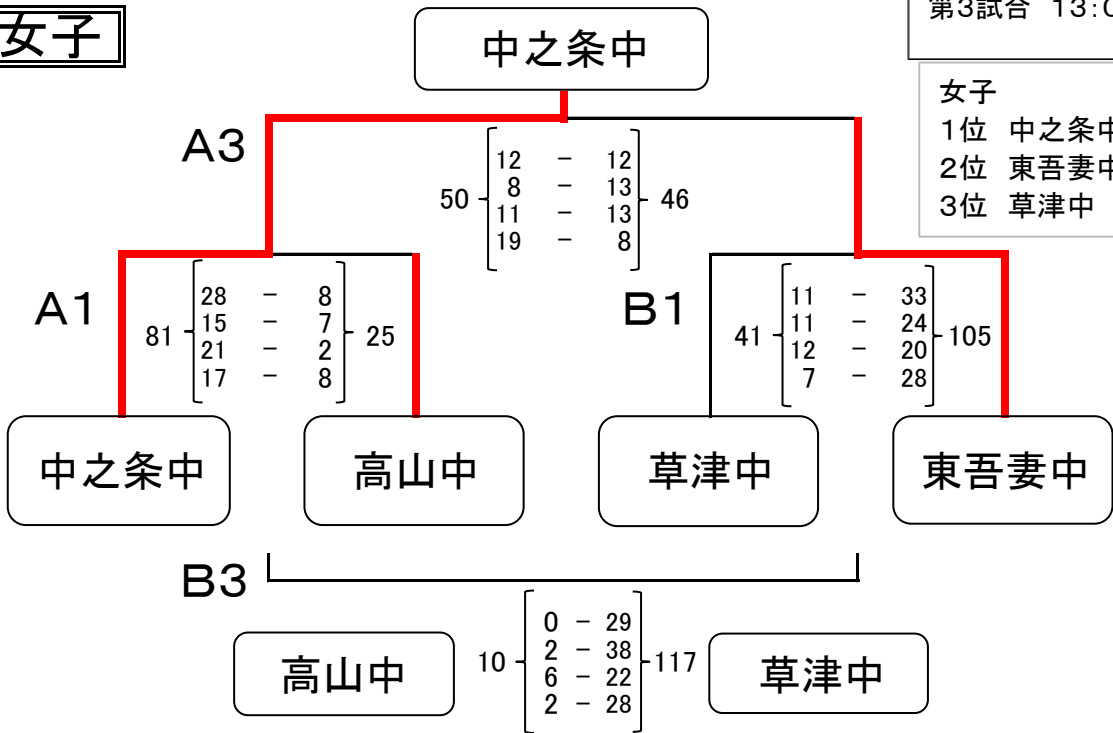 女子
中之条中
第3試合 13:0
女子
1位 中之条中
2位 東吾妻中
3位 草津中
A3
50
12 - 12
8 - 13
11 - 13
19 - 8
46
A1
81
28 - 8
15 - 7
21 - 2
17 - 8
25
B1
41
11 - 33
11 - 24
12 - 20
7 - 28
105
中之条中
高山中
草津中
東吾妻中
B3
高山中
10
0 - 29
2 - 38
6 - 22
2 - 28
117
草津中